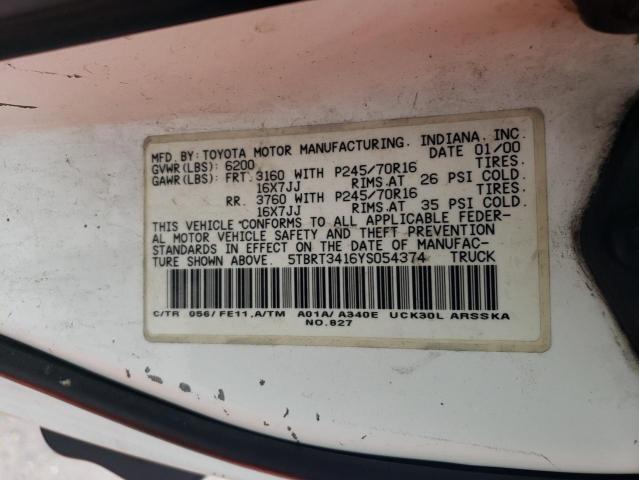 MFD. BY: TOYOTA MOTOR MANUFACTURING, INDIANA, INC.
GVWR(LBS): 6200 DATE 01/00
GAWR(LBS): FRT. 3160 WITH P245/70R16 TIRES.
16X7JJ RIMS.AT 26 PSI COLD.
RR. 3760 WITH P245/70R16 TIRES.
16X7JJ RIMS.AT 35 PSI COLD.
THIS VEHICLE CONFORMS TO ALL APPLICABLE FEDER-
AL MOTOR VEHICLE SAFETY AND THEFT PREVENTION
STANDARDS IN EFFECT ON THE DATE OF MANUFAC-
TURE SHOWN ABOVE. 5TBRT3416YS054374 TRUCK
C/TR 056/FE11,A/TM A01A/A340E UCK30L ARSSKA
NO.827